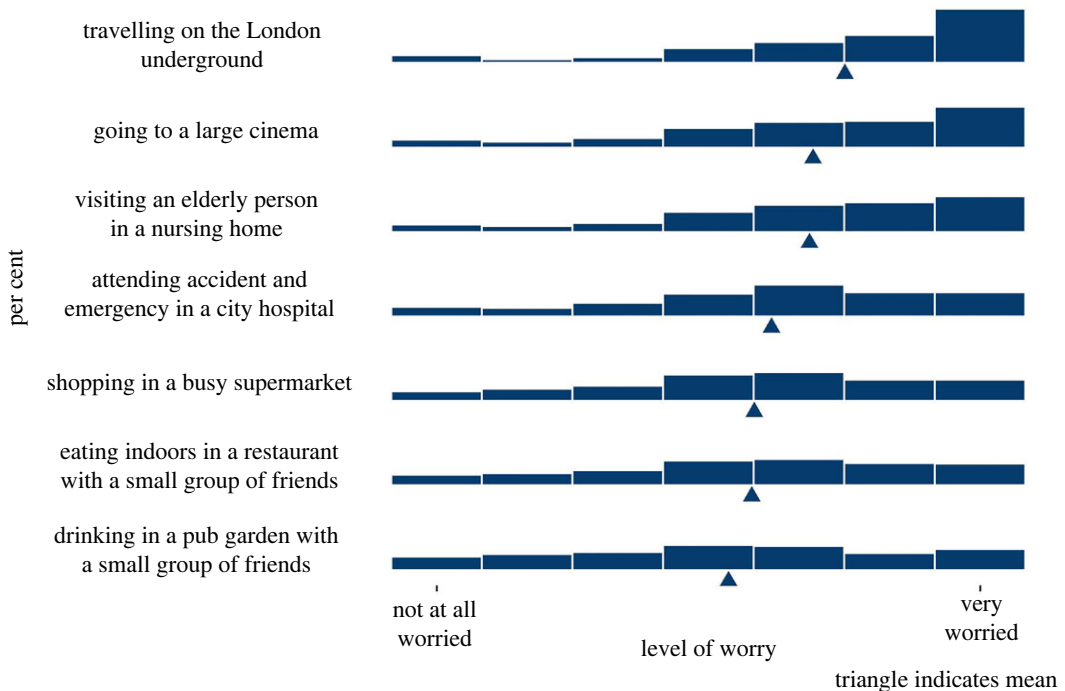 travelling on the London
underground
going to a large cinema
visiting an elderly person
in a nursing home
attending accident and
emergency in a city hospital
per cent
shopping in a busy supermarket
eating indoors in a restaurant
with a small group of friends
drinking in a pub garden with
a small group of friends
not at all
worried
very
worried
level of worry
triangle indicates mean